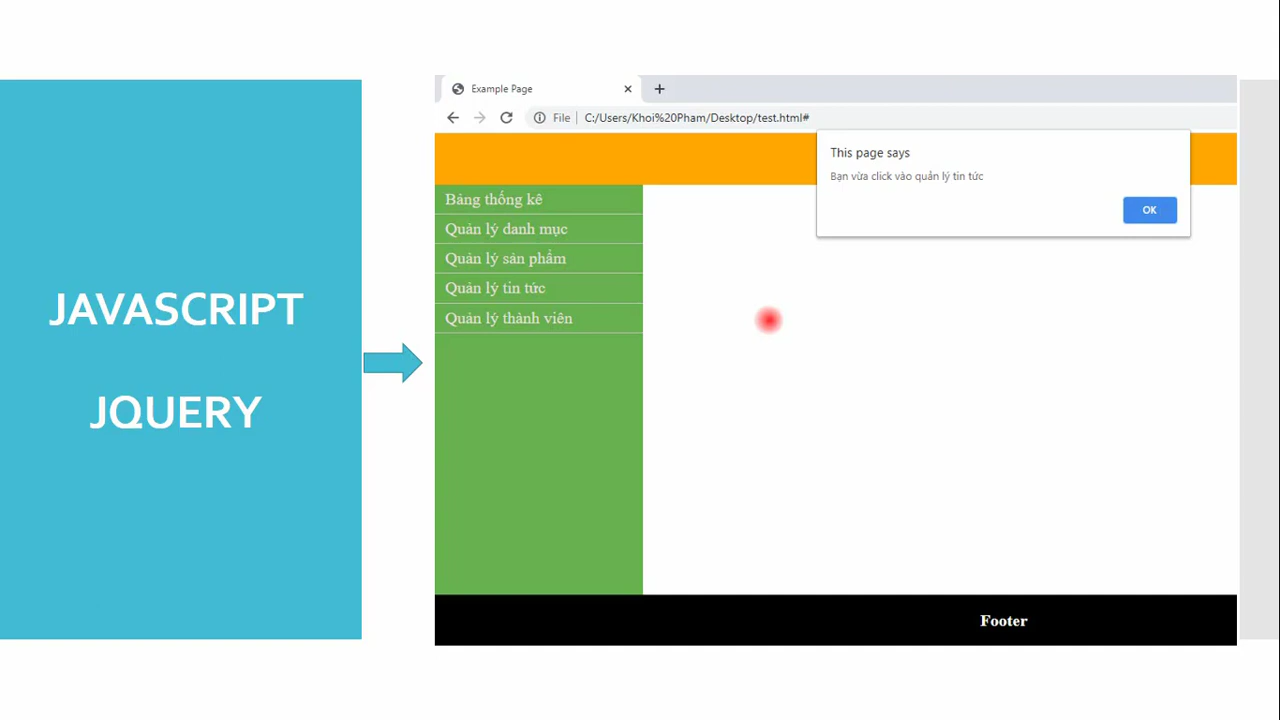 JAVASCRIPT
JQUERY
Example Page
File C:/Users/Khoi%20Pham/Desktop/test.html#
This page says
Bạn vừa click vào quản lý tin tức
OK
Bảng thống kê
Quản lý danh mục
Quản lý sản phẩm
Quản lý tin tức
Quản lý thành viên
Footer